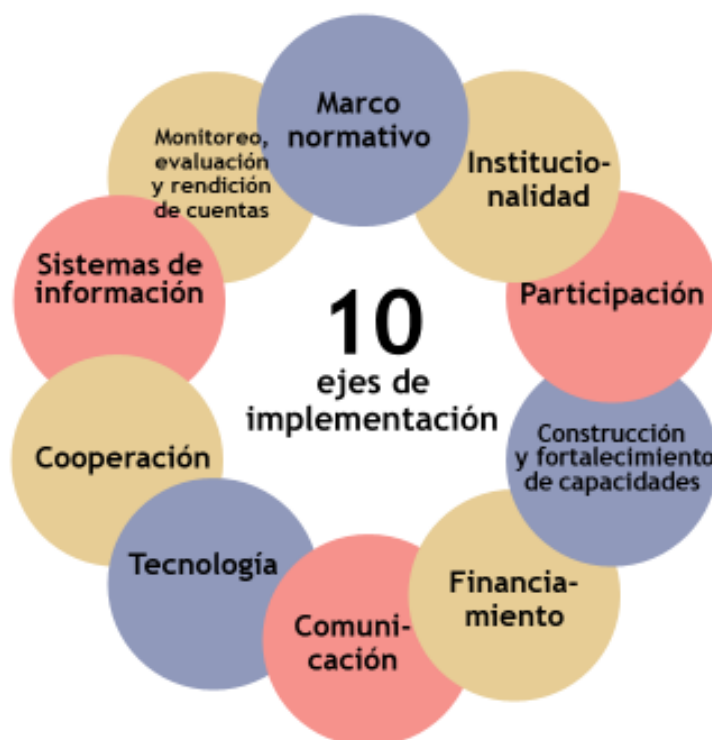 Marco
normativo
Institucio-
nalidad
Participación
Construcción
y fortalecimiento
de capacidades
Financia-
miento
Comuni-
cación
Tecnología
Cooperación
Sistemas de
información
Monitoreo,
evaluación
y rendición
de cuentas
10
ejes de
implementación